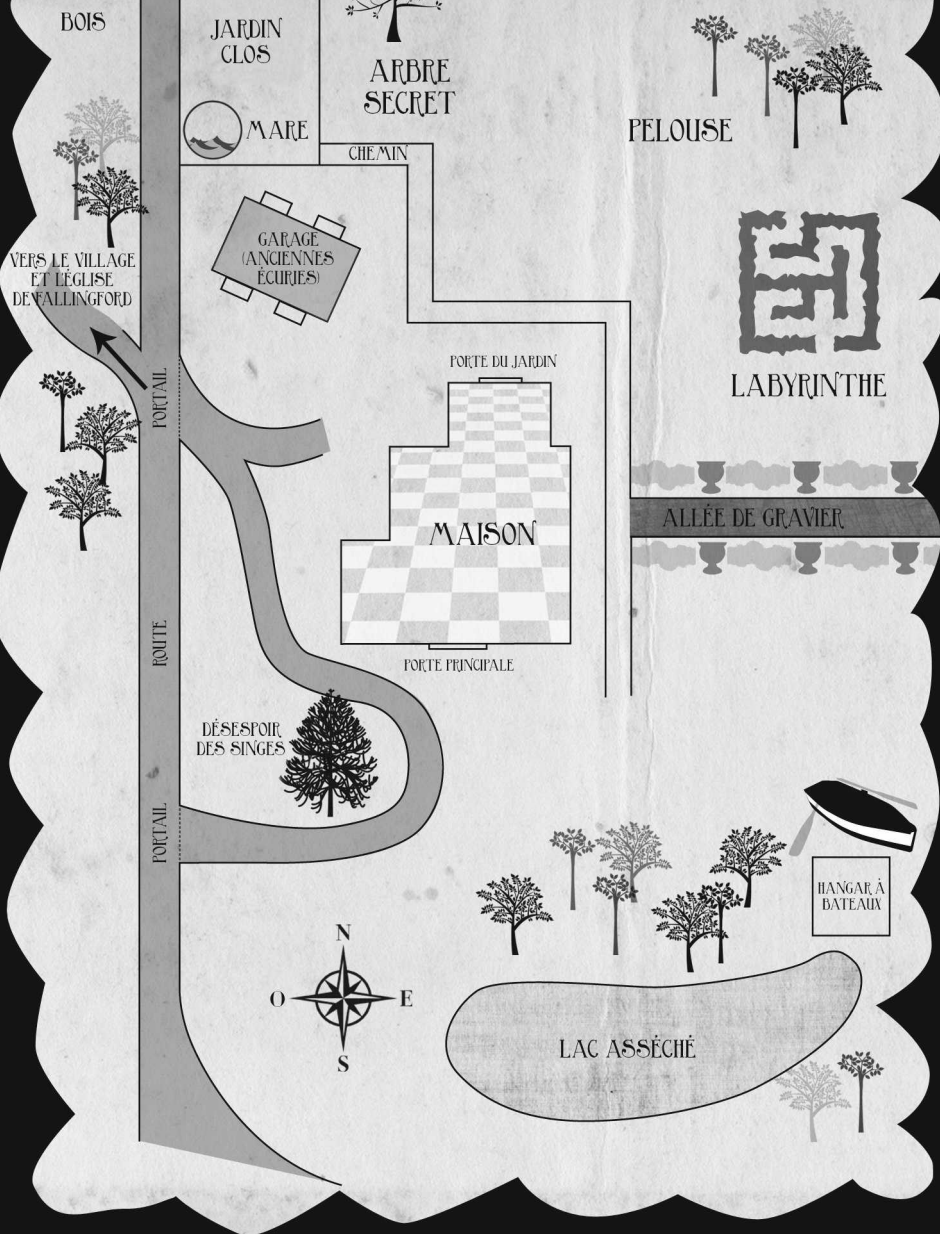 BOIS
JARDIN
CLOS
ARBRE
SECRET
MARE
PELOUSE
CHEMIN
GARAGE
(ANCIENNES
ÉCURIES)
VERS LE VILLAGE
ET L'ÉGLISE
DE FALLINGFORD
PORTAIL
PORTE DU JARDIN
LABYRINTHE
MAISON
ALLÉE DE GRAVIER
ROUTE
PORTE PRINCIPALE
DÉSESPOIR
DES SINGES
PORTAIL
HANGAR À
BATEAUX
N
O
E
S
LAC ASSÉCHÉ